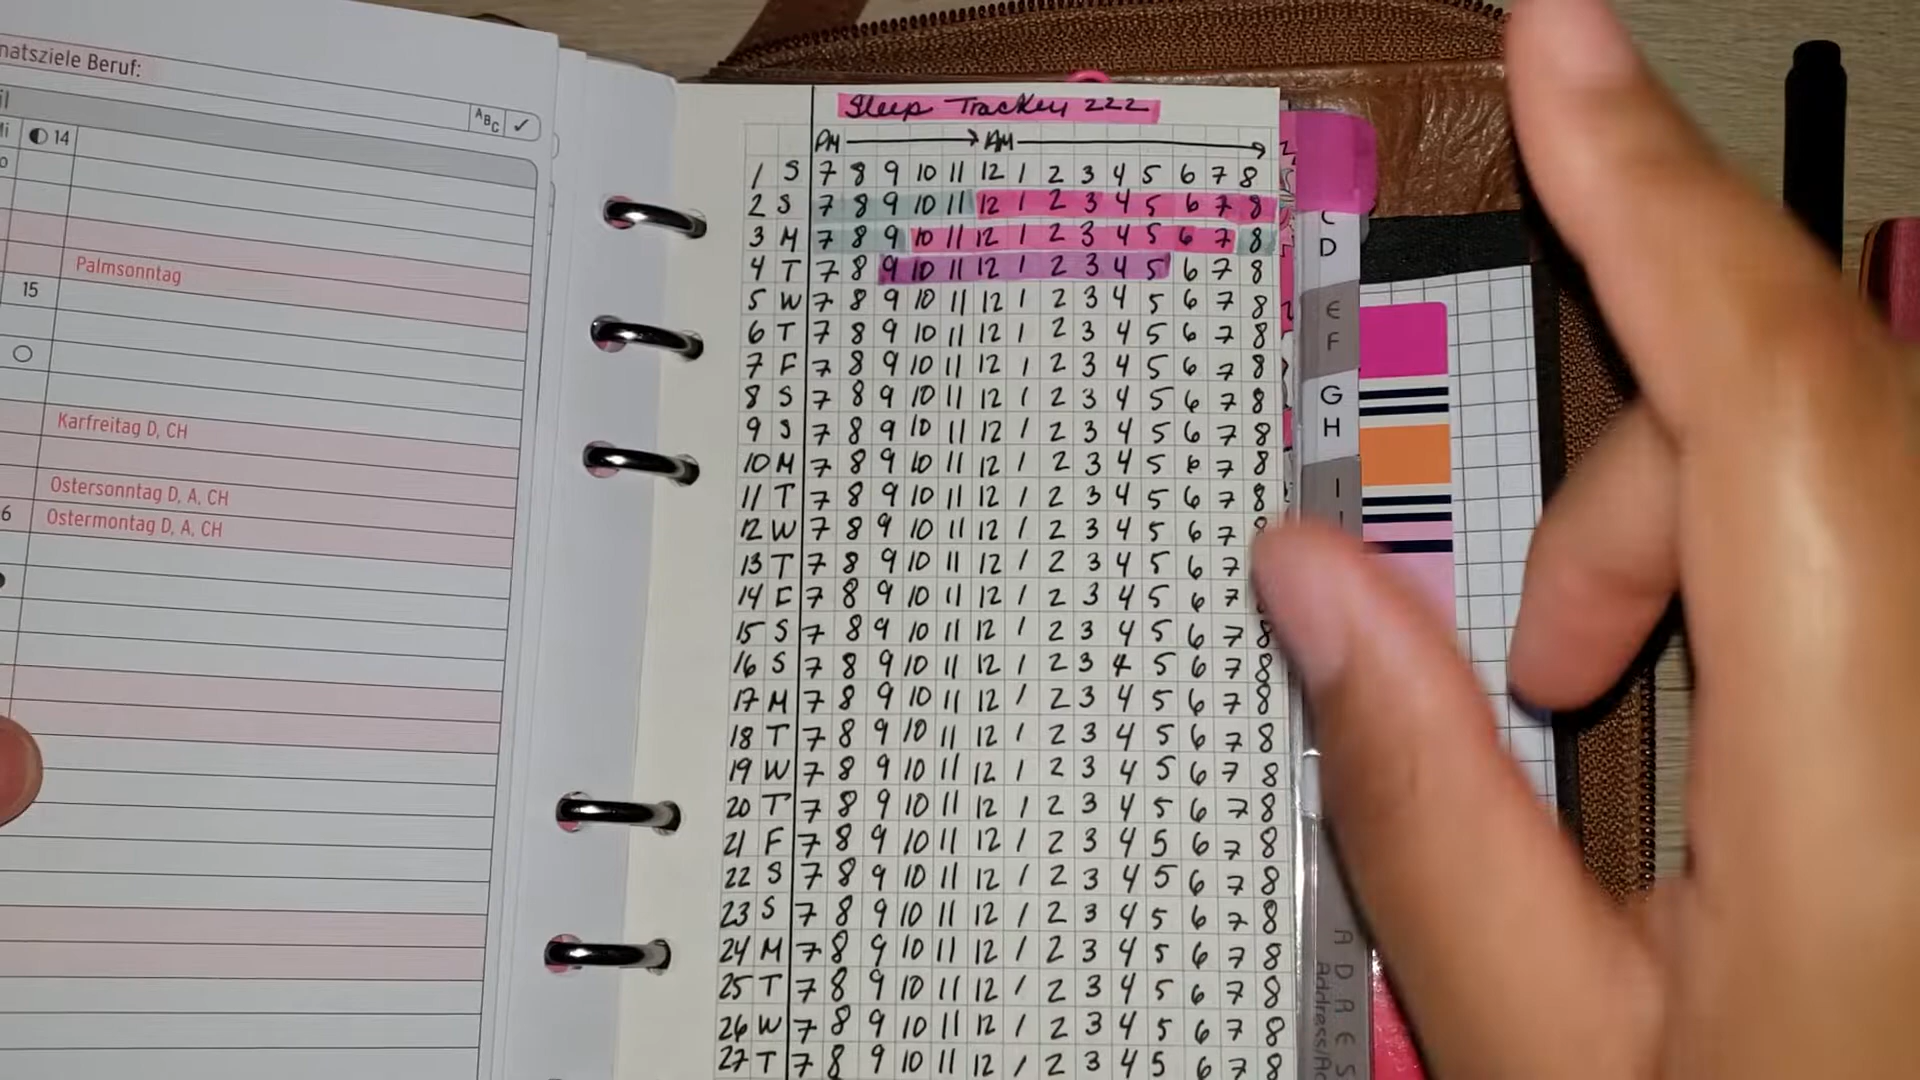 natsziele Beruf:
ABC ✓
14
Palmsonntag
15
Karfreitag D, CH
Ostersonntag D, A, CH
6 Ostermontag D, A, CH
Sleep Tracker zzz
PM AM
1 S 7 8 9 10 11 12 1 2 3 4 5 6 7 8
2 S 7 8 9 10 11 12 1 2 3 4 5 6 7 8
3 M 7 8 9 10 11 12 1 2 3 4 5 6 7 8
4 T 7 8 9 10 11 12 1 2 3 4 5 6 7 8
5 W 7 8 9 10 11 12 1 2 3 4 5 6 7 8
6 T 7 8 9 10 11 12 1 2 3 4 5 6 7 8
7 F 7 8 9 10 11 12 1 2 3 4 5 6 7 8
8 S 7 8 9 10 11 12 1 2 3 4 5 6 7 8
9 S 7 8 9 10 11 12 1 2 3 4 5 6 7 8
10 M 7 8 9 10 11 12 1 2 3 4 5 6 7 8
11 T 7 8 9 10 11 12 1 2 3 4 5 6 7 8
12 W 7 8 9 10 11 12 1 2 3 4 5 6 7 8
13 T 7 8 9 10 11 12 1 2 3 4 5 6 7
14 F 7 8 9 10 11 12 1 2 3 4 5 6 7
15 S 7 8 9 10 11 12 1 2 3 4 5 6 7 8
16 S 7 8 9 10 11 12 1 2 3 4 5 6 7 8
17 M 7 8 9 10 11 12 1 2 3 4 5 6 7 8
18 T 7 8 9 10 11 12 1 2 3 4 5 6 7 8
19 W 7 8 9 10 11 12 1 2 3 4 5 6 7 8
20 T 7 8 9 10 11 12 1 2 3 4 5 6 7 8
21 F 7 8 9 10 11 12 1 2 3 4 5 6 7 8
22 S 7 8 9 10 11 12 1 2 3 4 5 6 7 8
23 S 7 8 9 10 11 12 1 2 3 4 5 6 7 8
24 M 7 8 9 10 11 12 1 2 3 4 5 6 7 8
25 T 7 8 9 10 11 12 1 2 3 4 5 6 7 8
26 W 7 8 9 10 11 12 1 2 3 4 5 6 7 8
27 T 7 8 9 10 11 12 1 2 3 4 5 6 7 8
C
D
E
F
G
H
I
ADRES